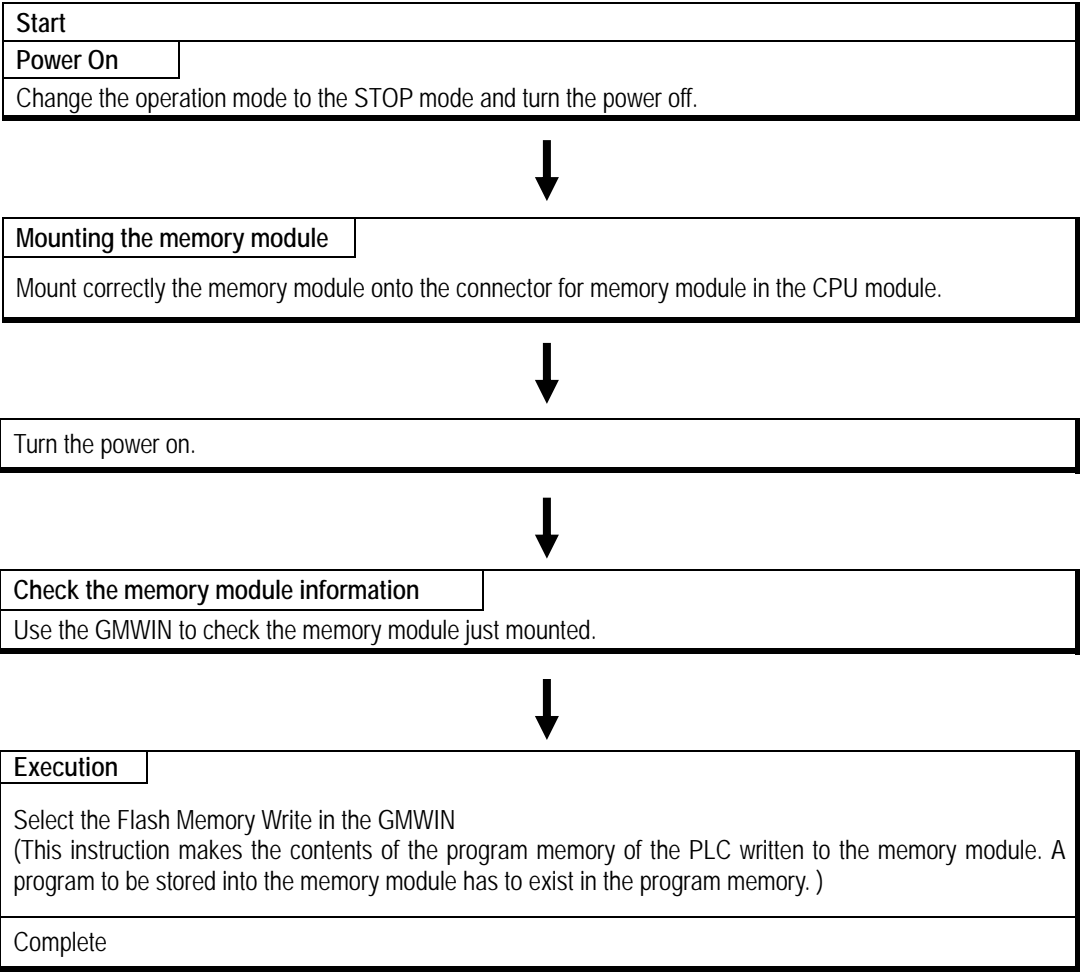 Start
Power On
Change the operation mode to the STOP mode and turn the power off.
Mounting the memory module
Mount correctly the memory module onto the connector for memory module in the CPU module.
Turn the power on.
Check the memory module information
Use the GMWIN to check the memory module just mounted.
Execution
Select the Flash Memory Write in the GMWIN
(This instruction makes the contents of the program memory of the PLC written to the memory module. A
program to be stored into the memory module has to exist in the program memory. )
Complete